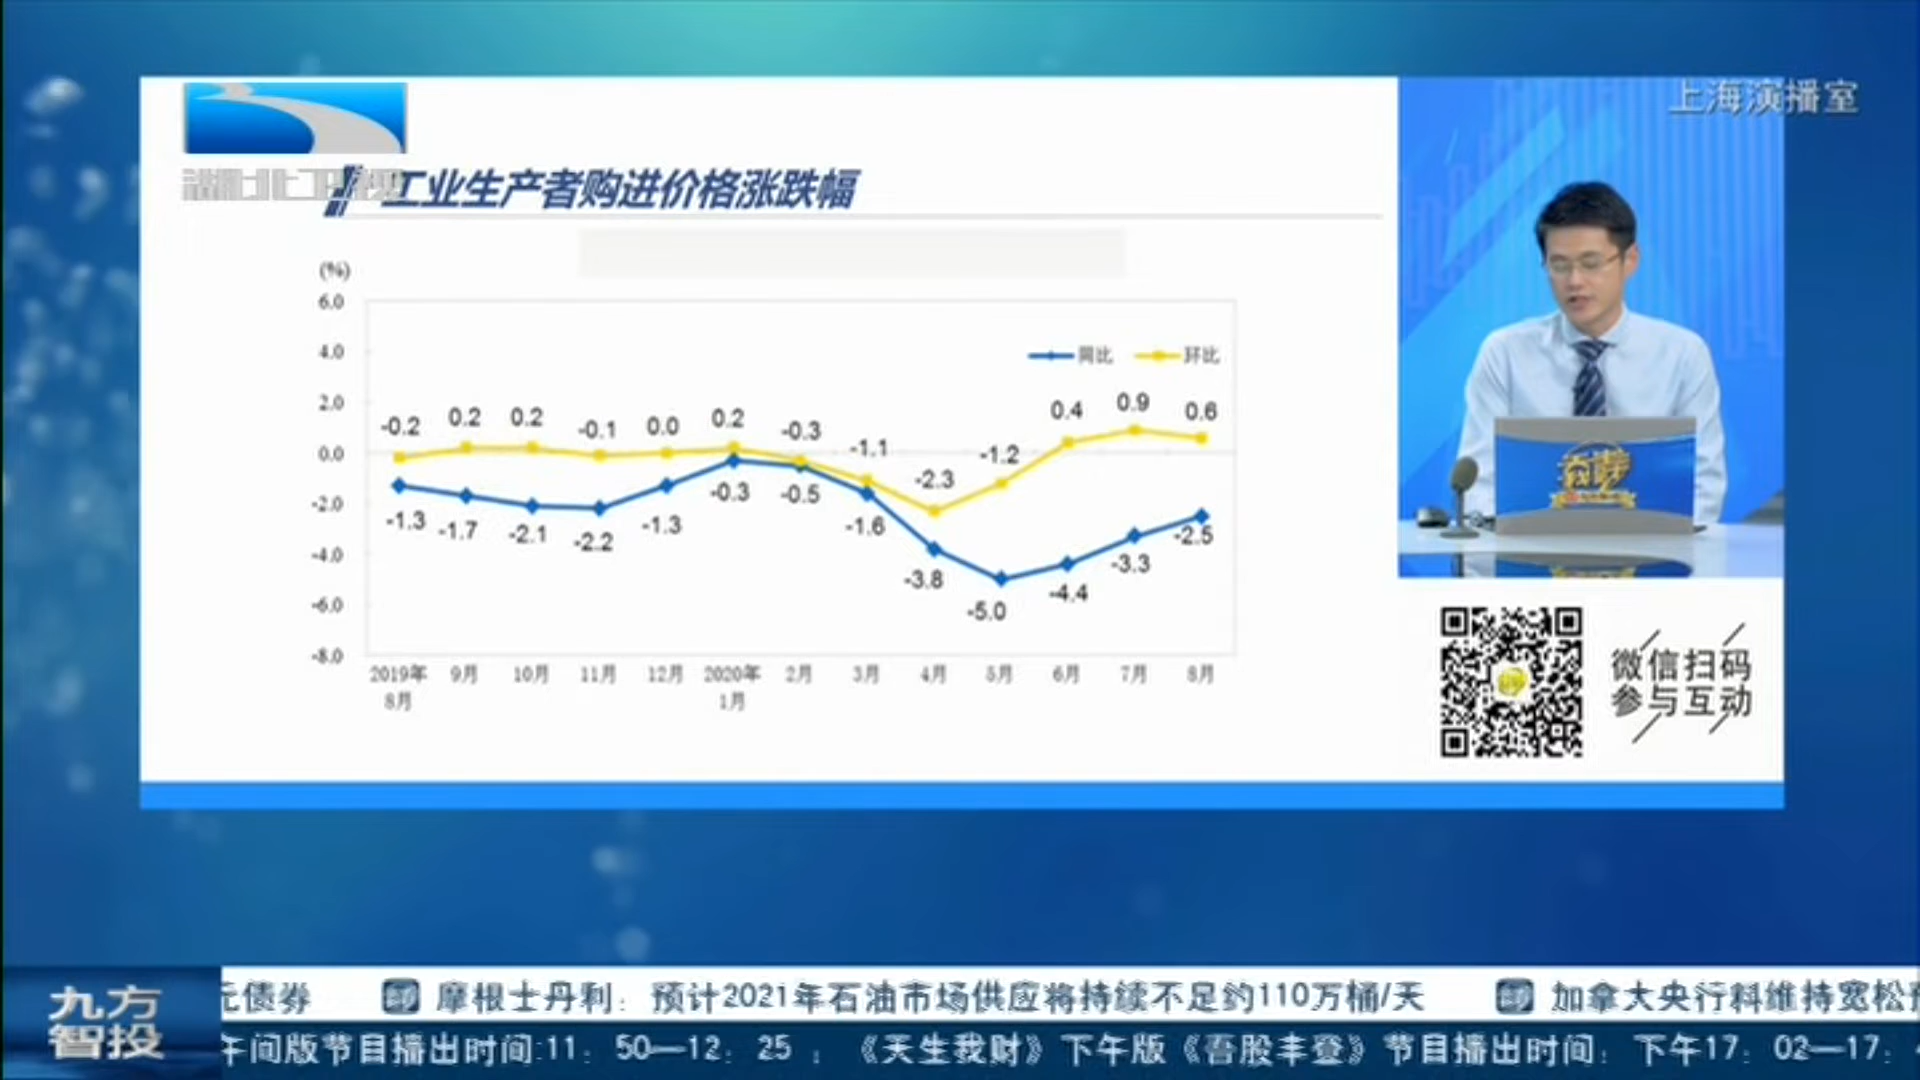 上海演播室
湖北卫视
工业生产者购进价格涨跌幅
(%)
6.0
4.0
2.0
0.0
-2.0
-4.0
-6.0
-8.0
同比 环比
-0.2 0.2 0.2 -0.1 0.0 0.2 -0.3 -1.1 -2.3 -1.2 0.4 0.9 0.6
-1.3 -1.7 -2.1 -2.2 -1.3 -0.3 -0.5 -1.6 -3.8 -5.0 -4.4 -3.3 -2.5
2019年 9月 10月 11月 12月 2020年 2月 3月 4月 5月 6月 7月 8月
8月 1月
微信扫码
参与互动
九方
智投
元债券 摩根士丹利：预计2021年石油市场供应将持续不足约110万桶/天 加拿大央行料维持宽松
午间版节目播出时间:11：50—12：25 ；《天生我财》下午版《吾股丰登》节目播出时间：下午17：02—17：